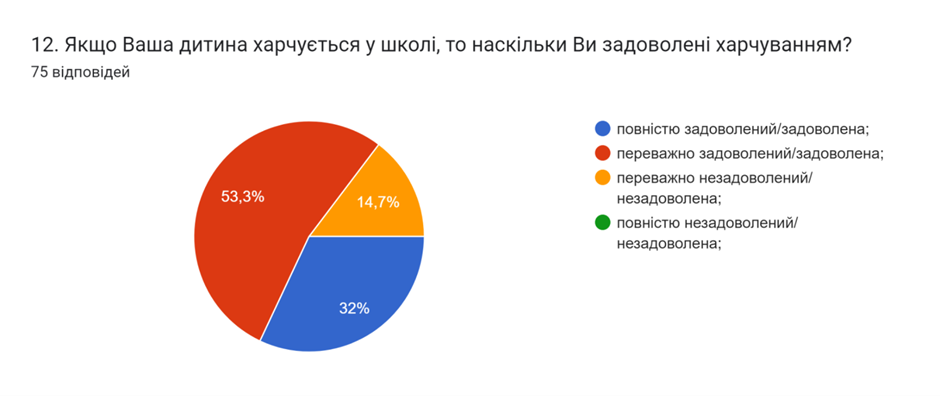 12. Якщо Ваша дитина харчується у школі, то наскільки Ви задоволені харчуванням?
75 відповідей
повністю задоволений/задоволена;
переважно задоволений/задоволена;
переважно незадоволений/
незадоволена;
повністю незадоволений/
незадоволена;
53,3%
14,7%
32%